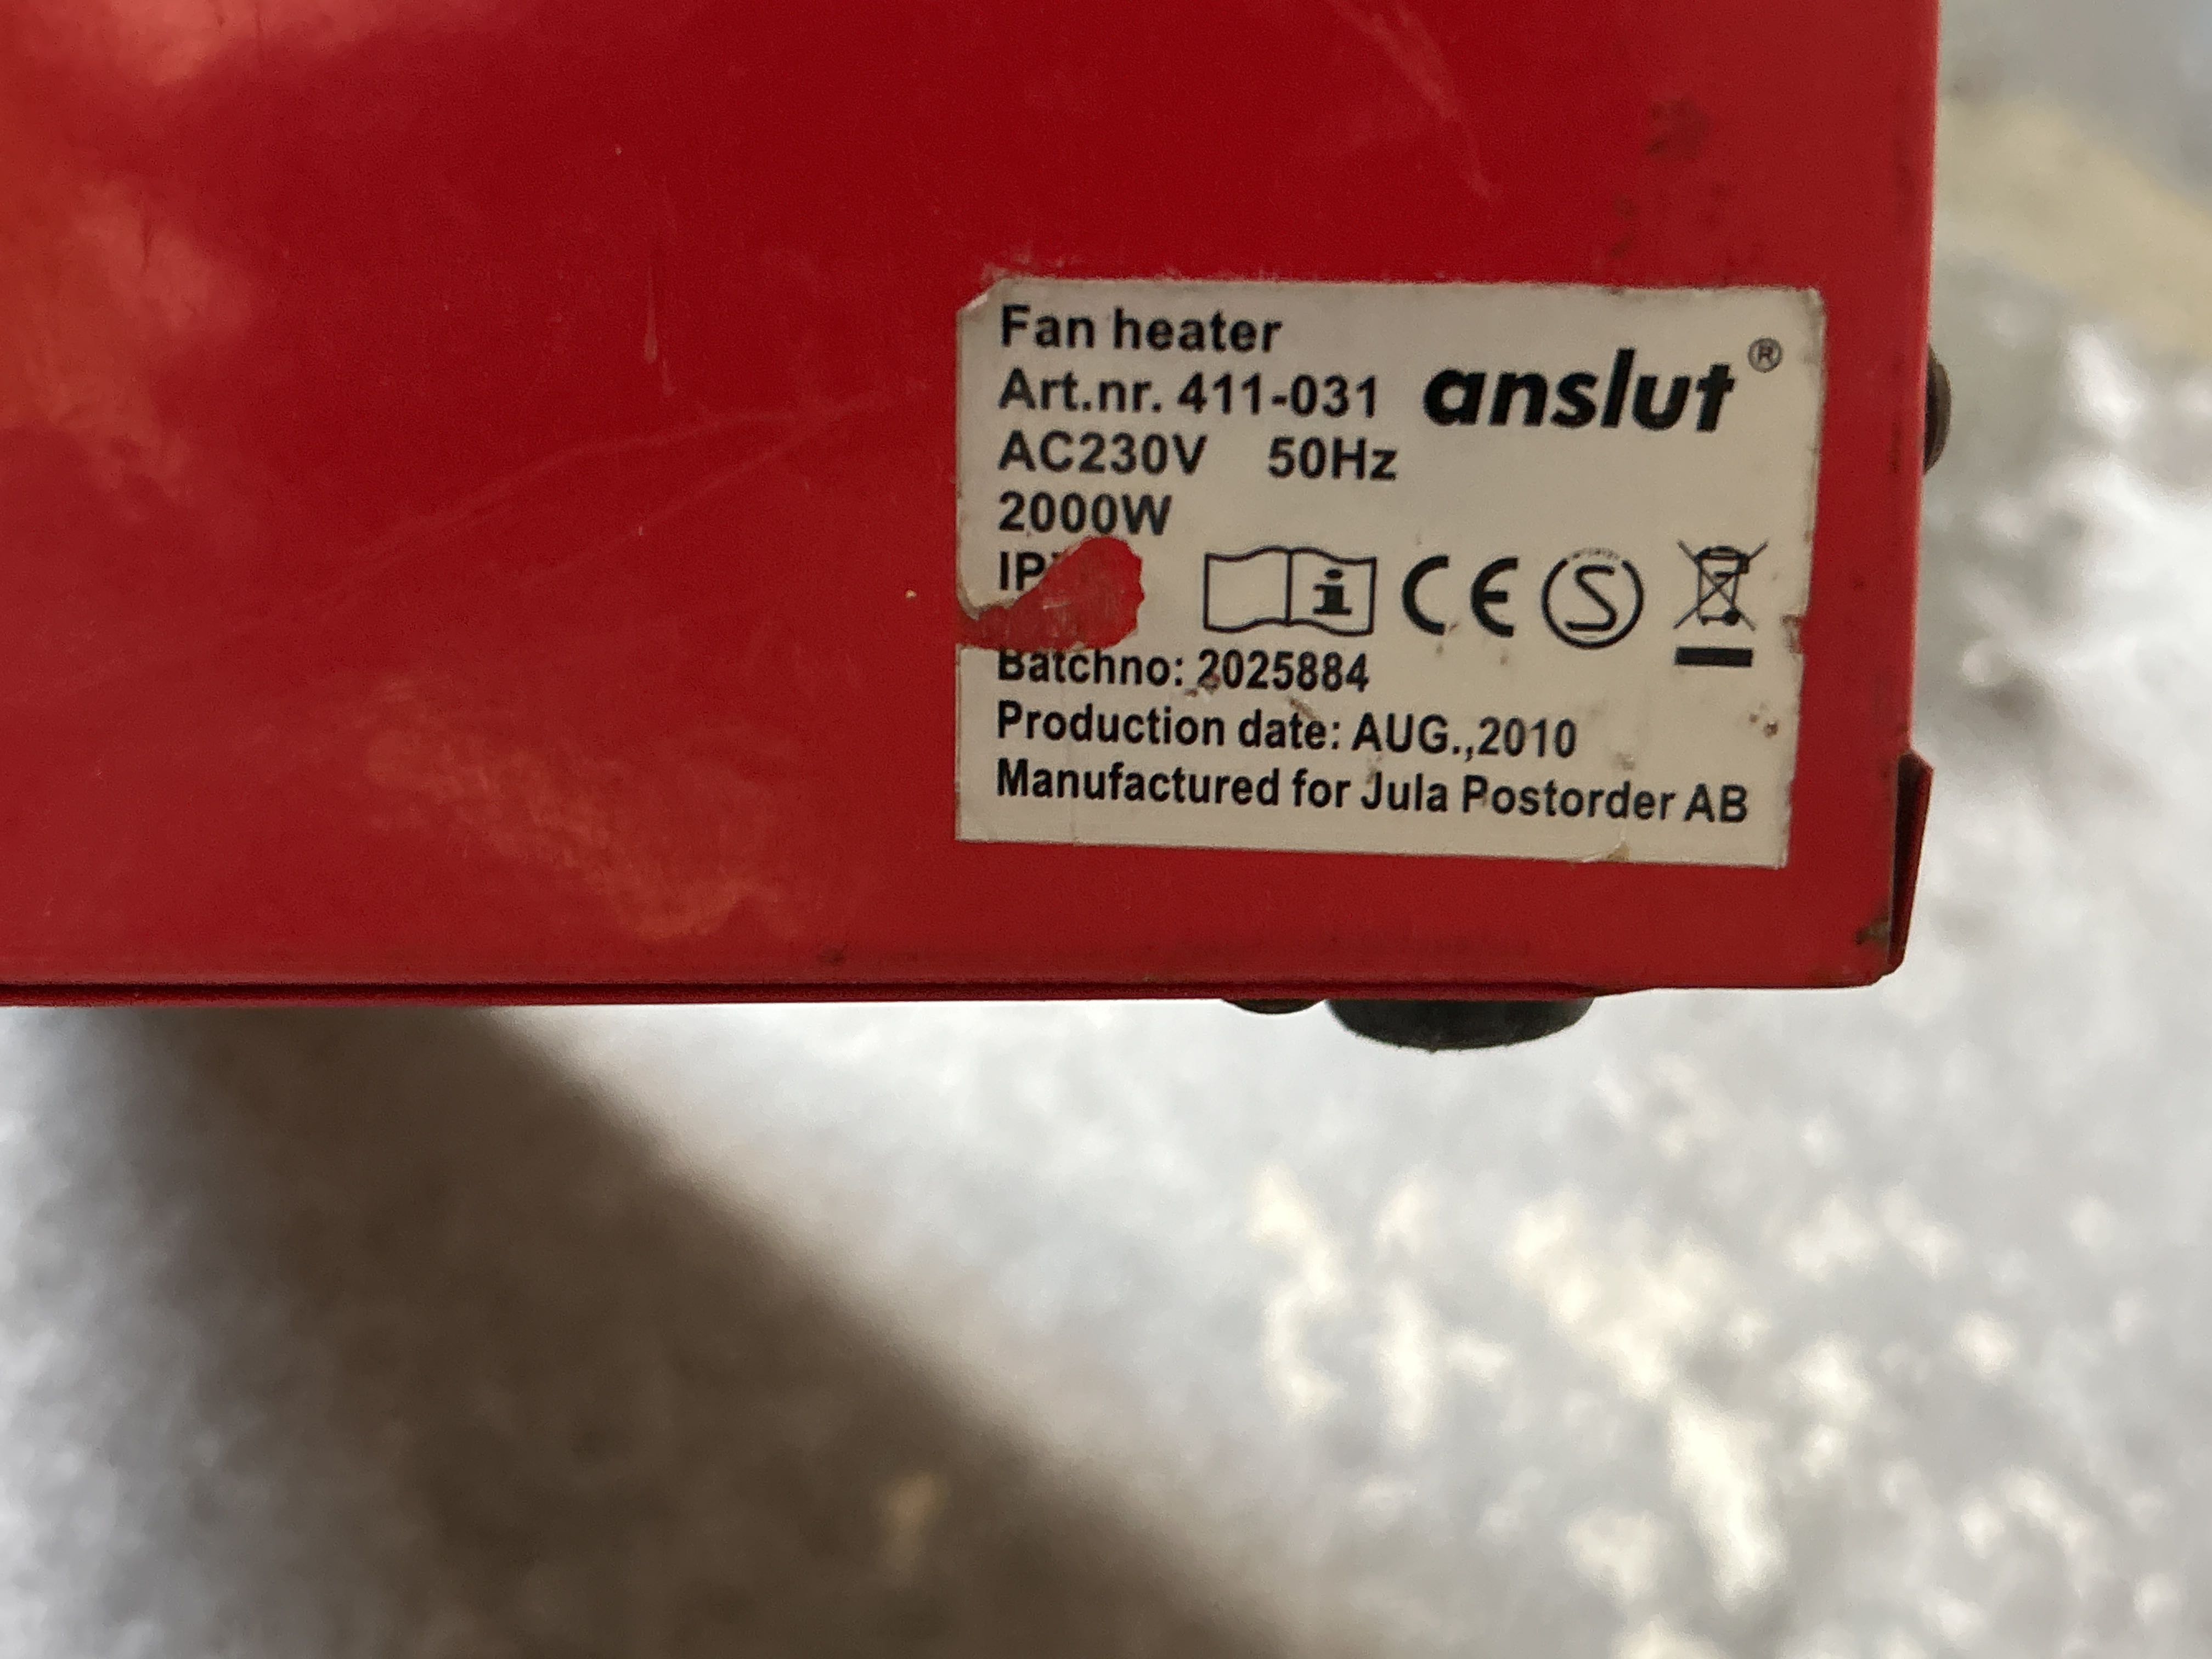 Fan heater
Art.nr. 411-031
anslut®
AC230V 50Hz
2000W
CE
Batchno: 2025884
Production date: AUG.,2010
Manufactured for Jula Postorder AB